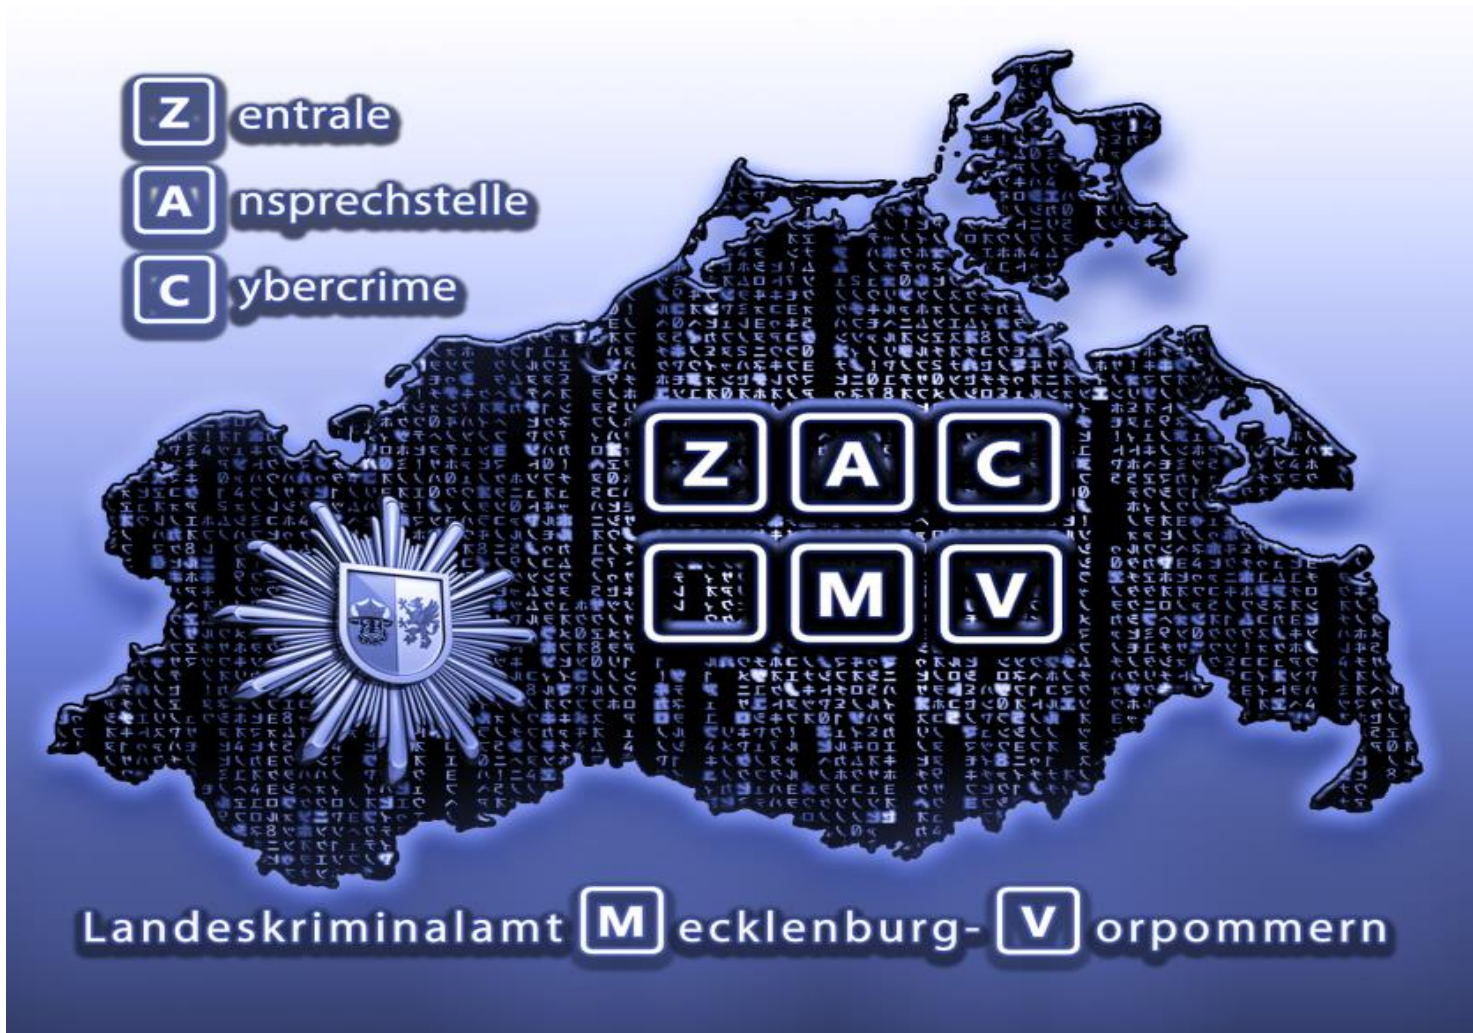 Zentrale
Ansprechstelle
Cybercrime
ZAC
MV
Landeskriminalamt Mecklenburg-Vorpommern